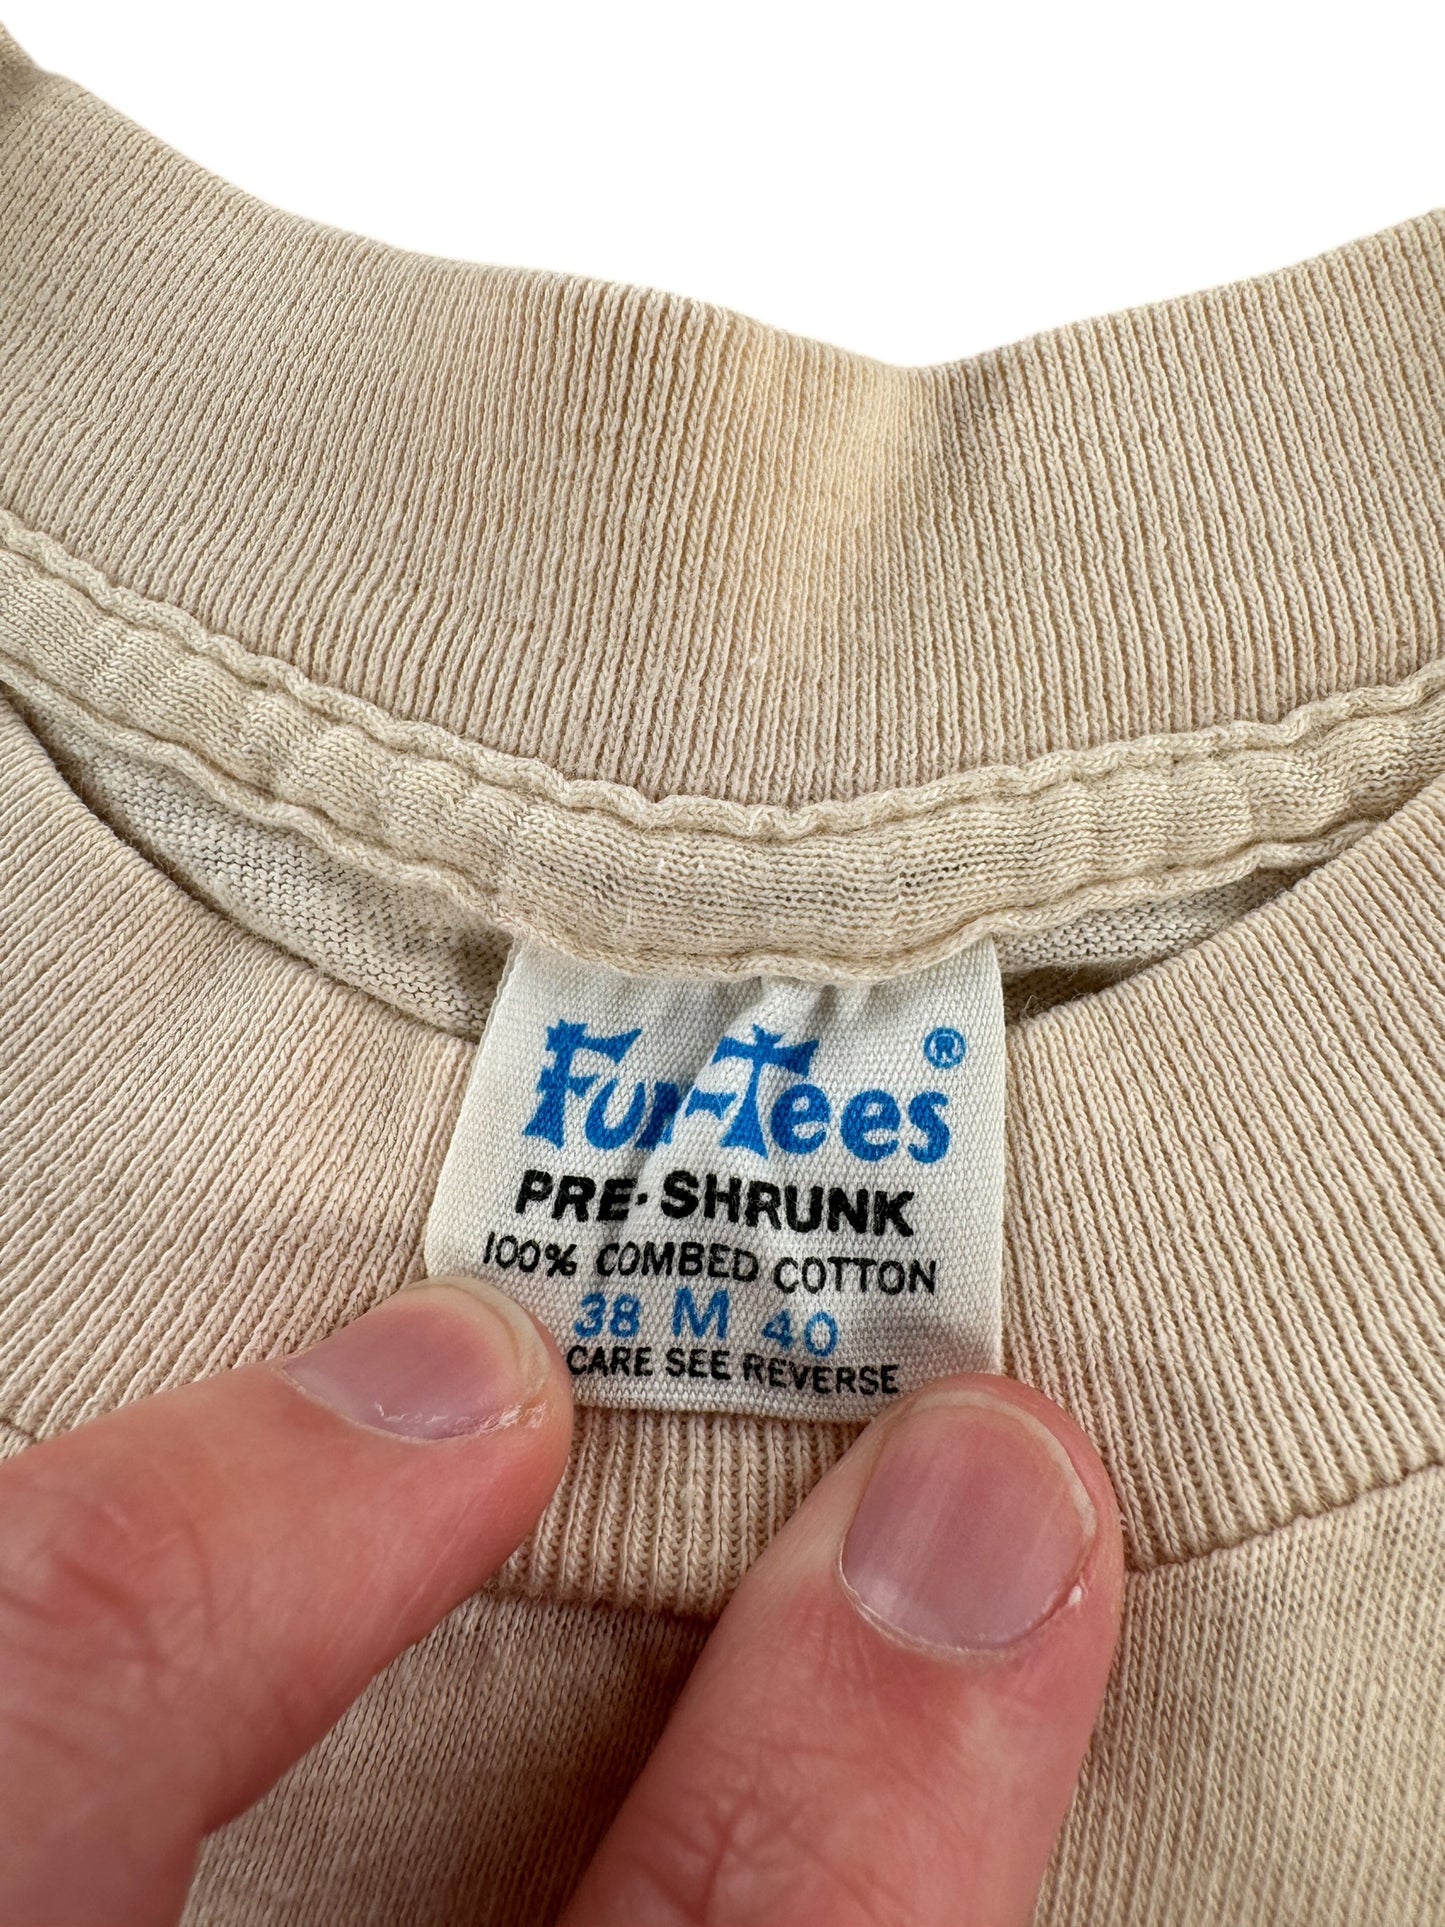 Fun-Tees ®
PRE-SHRUNK
100% COMBED COTTON
38 M 40
CARE SEE REVERSE